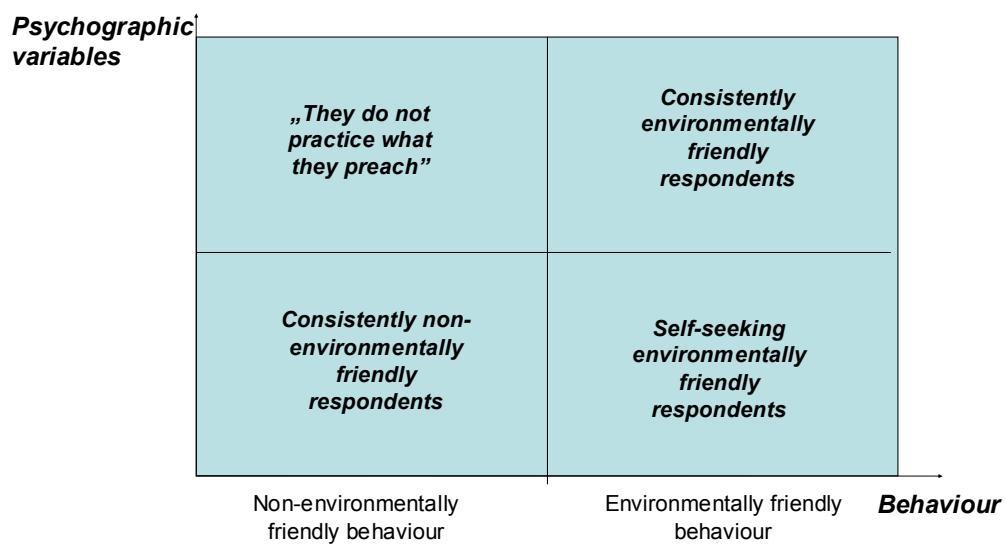 Psychographic
variables
„They do not
practice what
they preach”
Consistently
environmentally
friendly
respondents
Consistently non-
environmentally
friendly
respondents
Self-seeking
environmentally
friendly
respondents
Non-environmentally
friendly behaviour
Environmentally friendly
behaviour
Behaviour